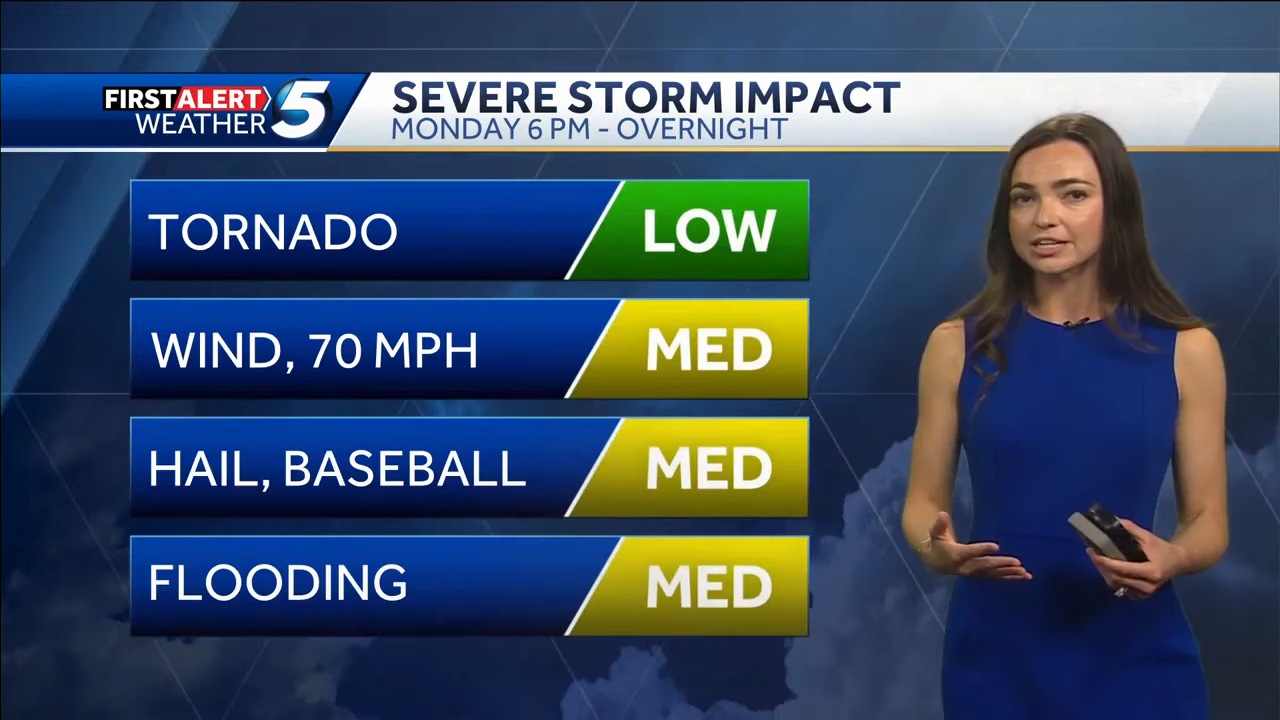 FIRST ALERT
WEATHER 5
SEVERE STORM IMPACT
MONDAY 6 PM - OVERNIGHT
TORNADO LOW
WIND, 70 MPH MED
HAIL, BASEBALL MED
FLOODING MED